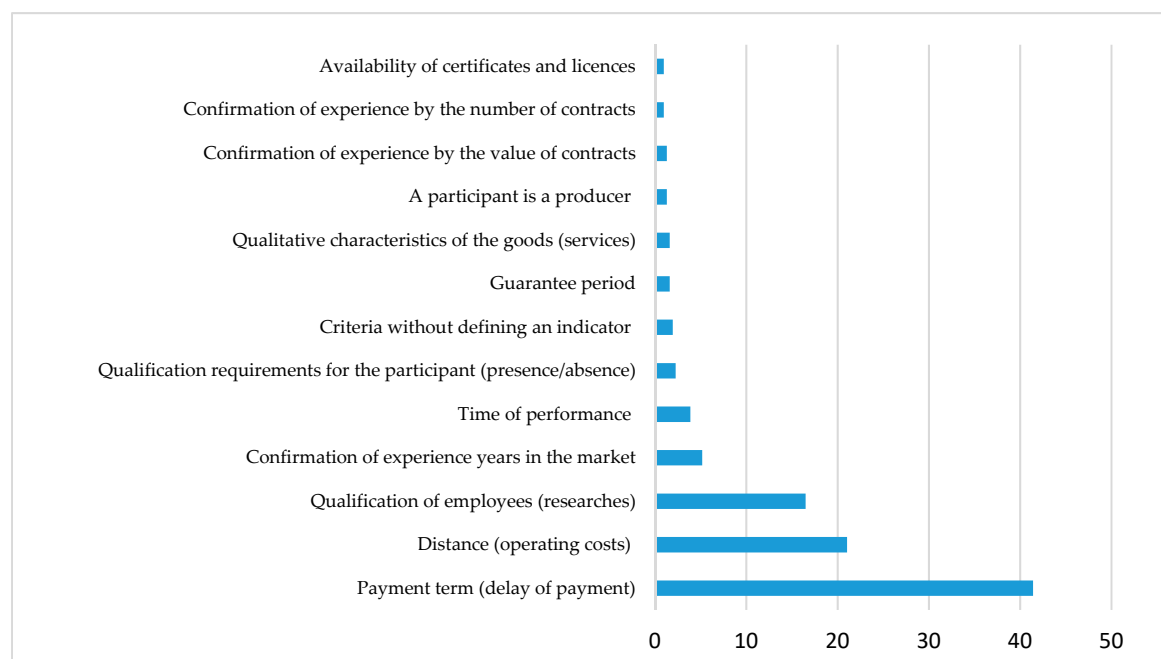 Availability of certificates and licences
Confirmation of experience by the number of contracts
Confirmation of experience by the value of contracts
A participant is a producer
Qualitative characteristics of the goods (services)
Guarantee period
Criteria without defining an indicator
Qualification requirements for the participant (presence/absence)
Time of performance
Confirmation of experience years in the market
Qualification of employees (researches)
Distance (operating costs)
Payment term (delay of payment)
0 10 20 30 40 50